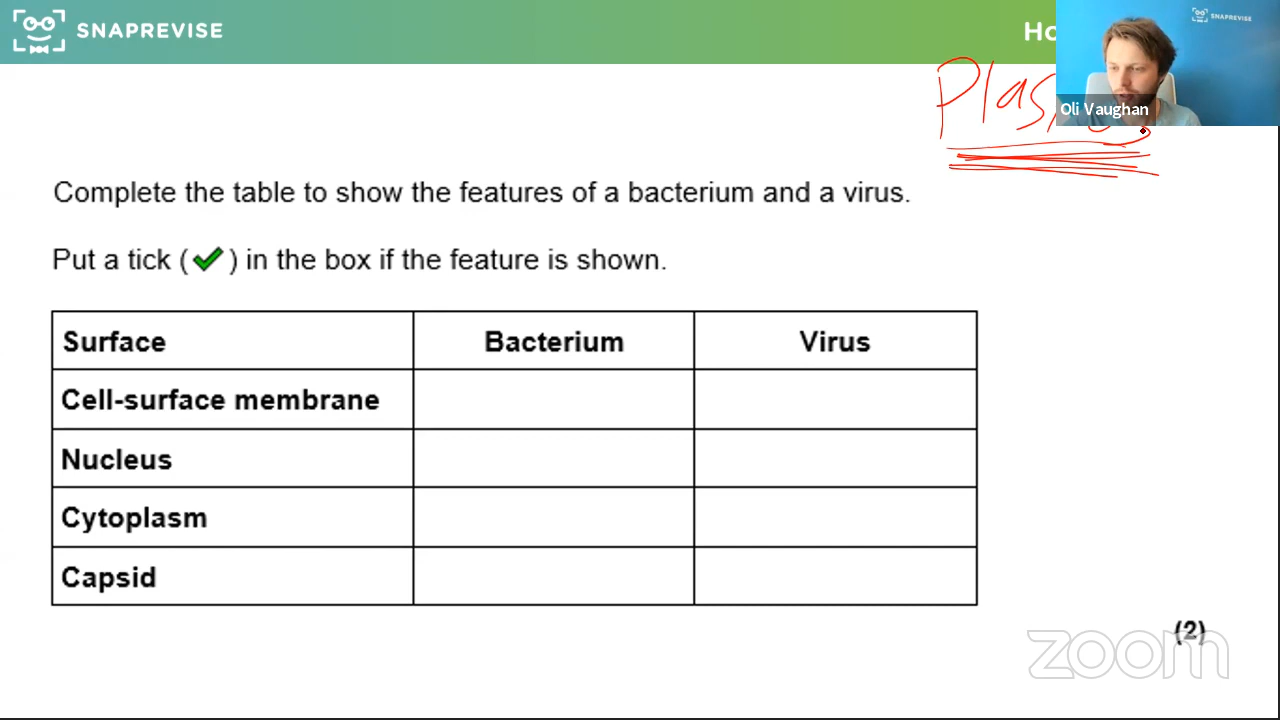 SNAPREVISE
Ho
SNAPREVISE
Oli Vaughan
Complete the table to show the features of a bacterium and a virus.
Put a tick (✔) in the box if the feature is shown.
Surface Bacterium Virus
Cell-surface membrane
Nucleus
Cytoplasm
Capsid
(2)
zoom